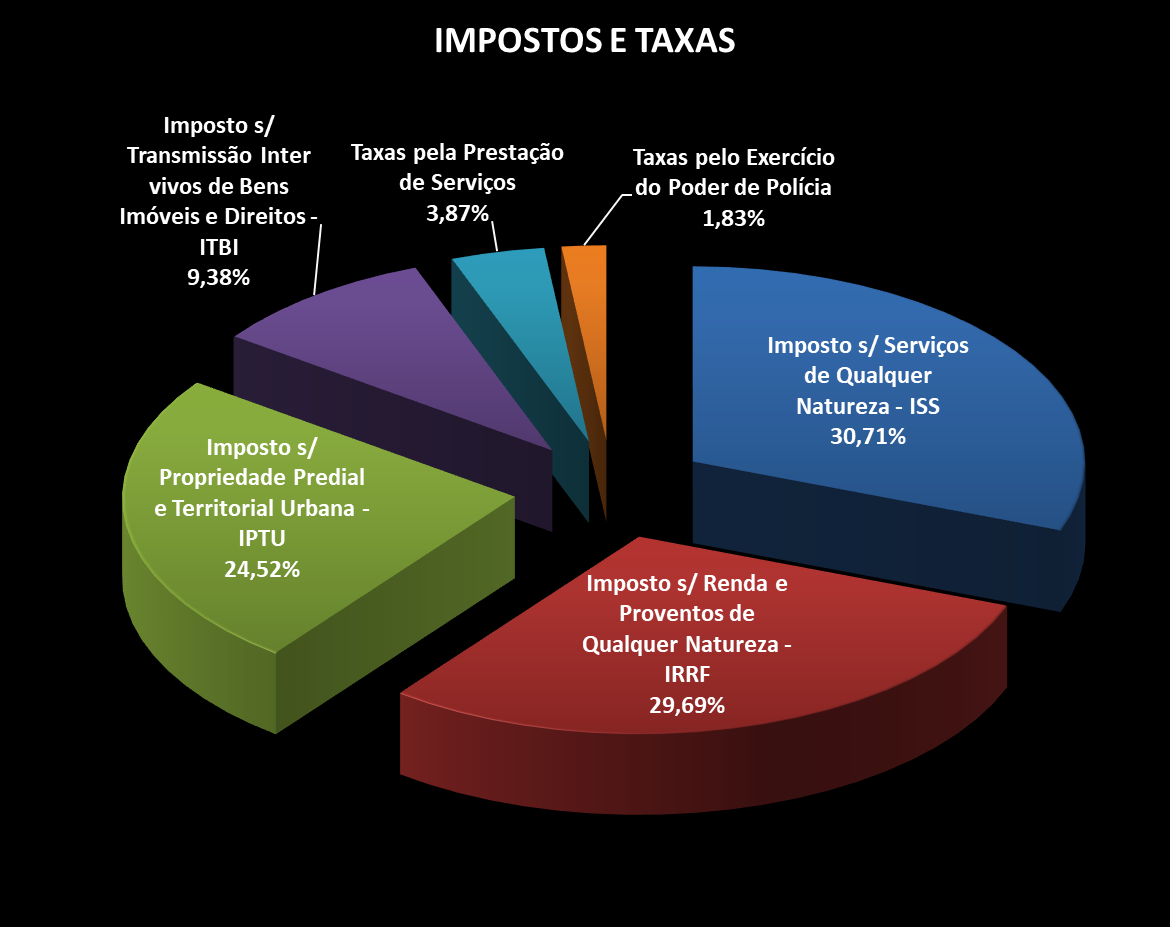 IMPOSTOS E TAXAS
Imposto s/
Transmissão Inter
vivos de Bens
Imóveis e Direitos -
ITBI
9,38%
Taxas pela Prestação
de Serviços
3,87%
Taxas pelo Exercício
do Poder de Polícia
1,83%
Imposto s/ Serviços
de Qualquer
Natureza - ISS
30,71%
Imposto s/
Propriedade Predial
e Territorial Urbana -
IPTU
24,52%
Imposto s/ Renda e
Proventos de
Qualquer Natureza -
IRRF
29,69%